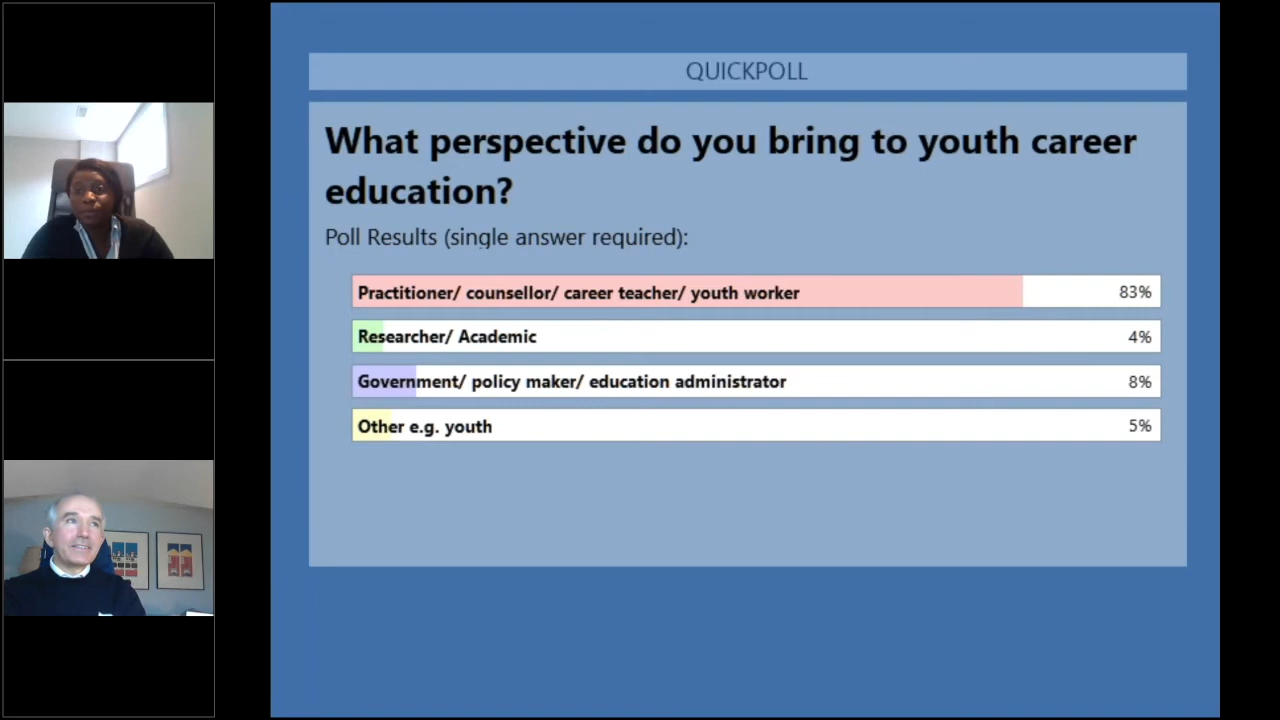 QUICKPOLL
What perspective do you bring to youth career
education?
Poll Results (single answer required):
Practitioner/ counsellor/ career teacher/ youth worker 83%
Researcher/ Academic 4%
Government/ policy maker/ education administrator 8%
Other e.g. youth 5%